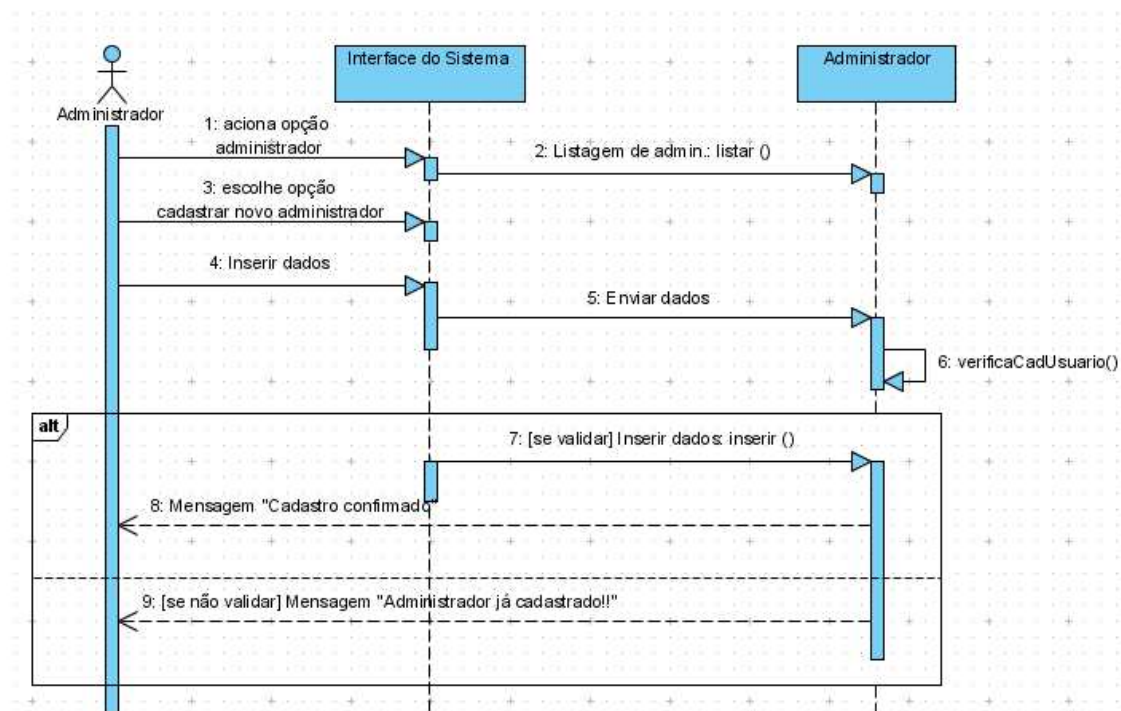 Interface do Sistema
Administrador
Administrador
1: aciona opção
administrador
2: Listagem de admin.: listar ()
3: escolhe opção
cadastrar novo administrador
4: Inserir dados
5: Enviar dados
6: verificaCadUsuario()
alt
7: [se validar] Inserir dados: inserir ()
8: Mensagem "Cadastro confirmado"
9: [se não validar] Mensagem "Administrador já cadastrado!!"